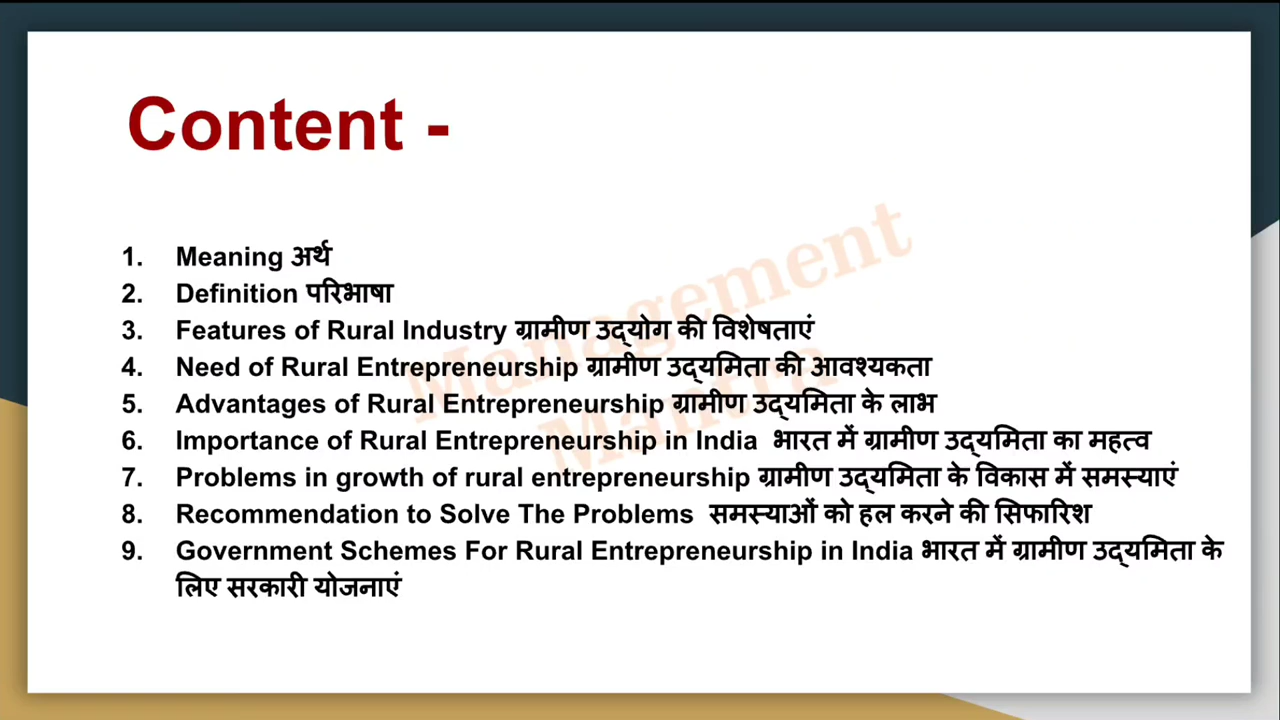 Content -
Management
Mantra
1. Meaning अर्थ
2. Definition परिभाषा
3. Features of Rural Industry ग्रामीण उद्योग की विशेषताएं
4. Need of Rural Entrepreneurship ग्रामीण उद्यमिता की आवश्यकता
5. Advantages of Rural Entrepreneurship ग्रामीण उद्यमिता के लाभ
6. Importance of Rural Entrepreneurship in India भारत में ग्रामीण उद्यमिता का महत्व
7. Problems in growth of rural entrepreneurship ग्रामीण उद्यमिता के विकास में समस्याएं
8. Recommendation to Solve The Problems समस्याओं को हल करने की सिफारिश
9. Government Schemes For Rural Entrepreneurship in India भारत में ग्रामीण उद्यमिता के
लिए सरकारी योजनाएं